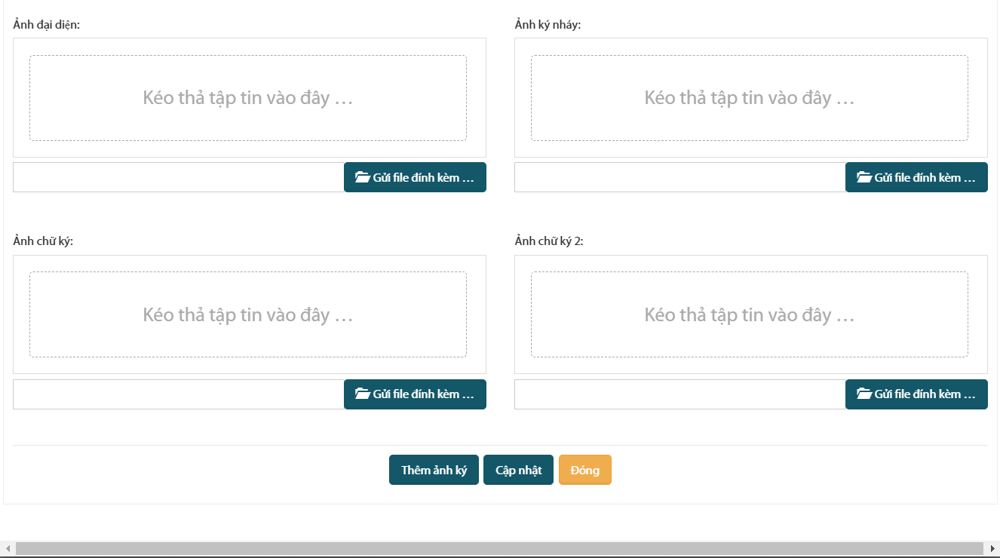 Ảnh đại diện:
Ảnh ký nháy:
Kéo thả tập tin vào đây …
Kéo thả tập tin vào đây …
Gửi file đính kèm …
Gửi file đính kèm …
Ảnh chữ ký:
Ảnh chữ ký 2:
Kéo thả tập tin vào đây …
Kéo thả tập tin vào đây …
Gửi file đính kèm …
Gửi file đính kèm …
Thêm ảnh ký
Cập nhật
Đóng